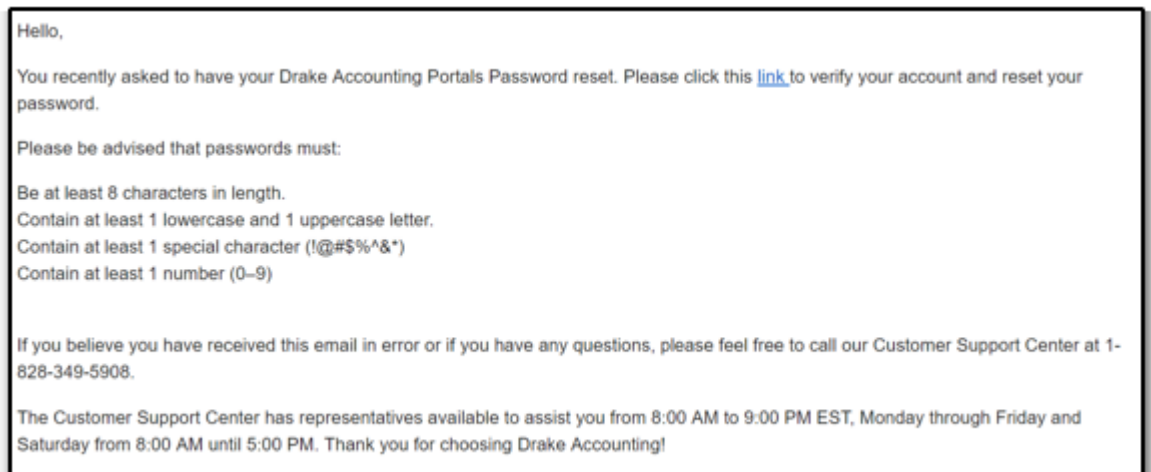 Hello,
You recently asked to have your Drake Accounting Portals Password reset. Please click this link to verify your account and reset your
password.
Please be advised that passwords must:
Be at least 8 characters in length.
Contain at least 1 lowercase and 1 uppercase letter.
Contain at least 1 special character (!@#$%^&*)
Contain at least 1 number (0–9)
If you believe you have received this email in error or if you have any questions, please feel free to call our Customer Support Center at 1-
828-349-5908.
The Customer Support Center has representatives available to assist you from 8:00 AM to 9:00 PM EST, Monday through Friday and
Saturday from 8:00 AM until 5:00 PM. Thank you for choosing Drake Accounting!